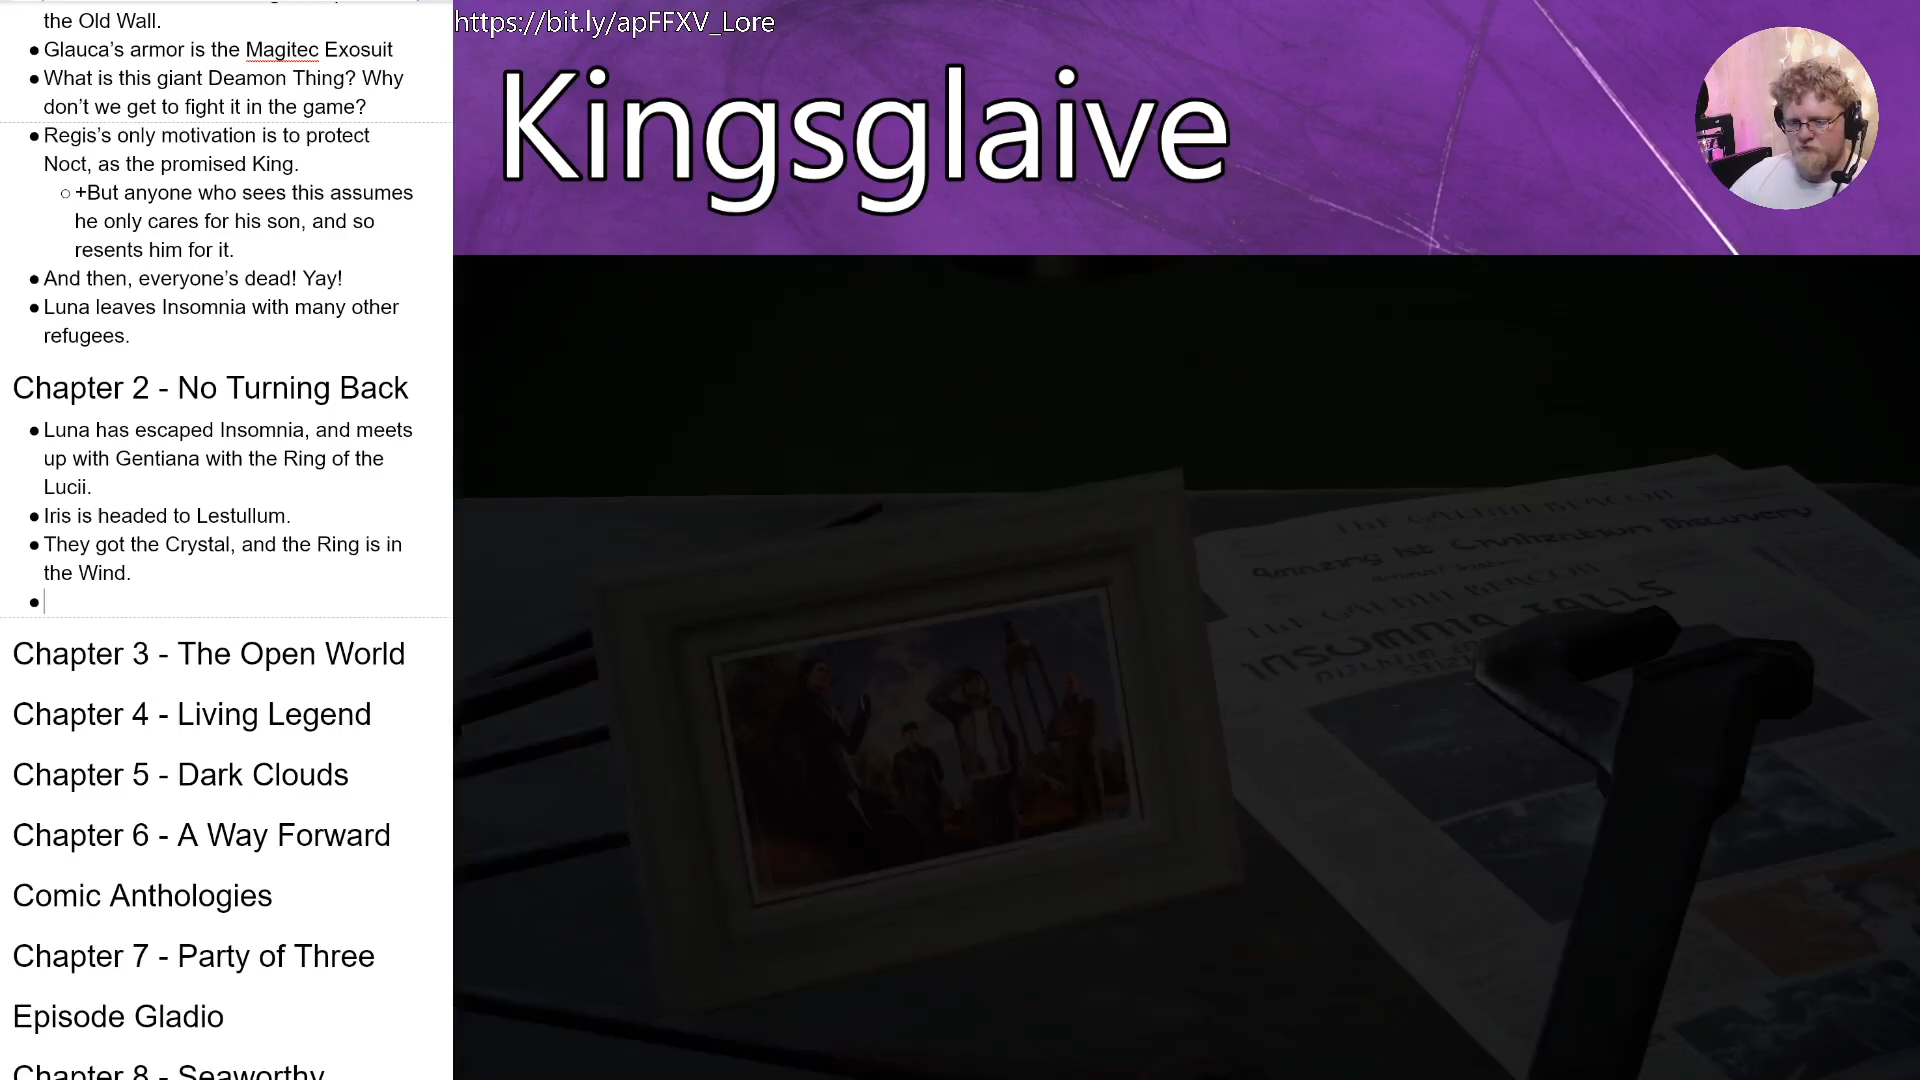 the Old Wall.
● Glauca's armor is the Magitec Exosuit
● What is this giant Deamon Thing? Why
don't we get to fight it in the game?
● Regis's only motivation is to protect
Noct, as the promised King.
○ +But anyone who sees this assumes
he only cares for his son, and so
resents him for it.
● And then, everyone's dead! Yay!
● Luna leaves Insomnia with many other
refugees.
Chapter 2 - No Turning Back
● Luna has escaped Insomnia, and meets
up with Gentiana with the Ring of the
Lucii.
● Iris is headed to Lestullum.
● They got the Crystal, and the Ring is in
the Wind.
●
Chapter 3 - The Open World
Chapter 4 - Living Legend
Chapter 5 - Dark Clouds
Chapter 6 - A Way Forward
Comic Anthologies
Chapter 7 - Party of Three
Episode Gladio
Chapter 8 - Seaworthy
https://bit.ly/apFFXV_Lore
Kingsglaive
INSOMNIA FALLS